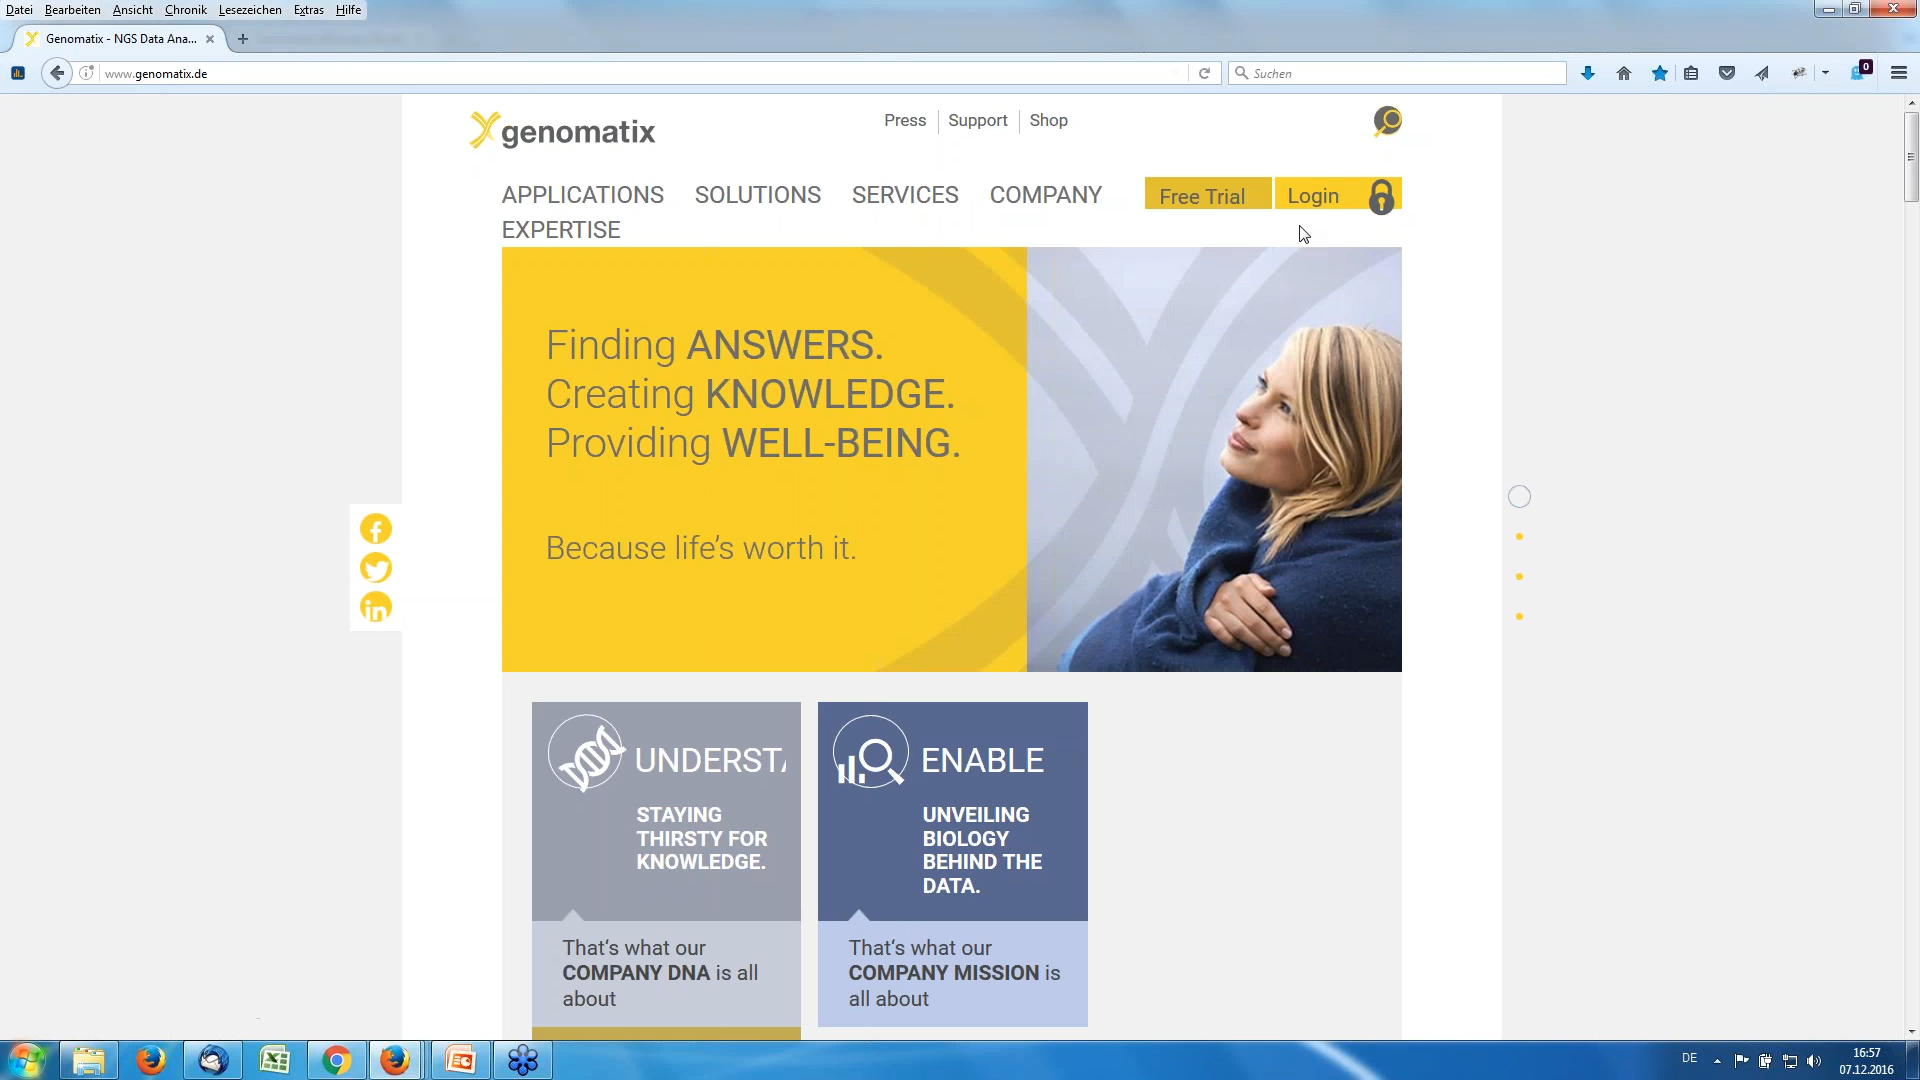 Datei Bearbeiten Ansicht Chronik Lesezeichen Extras Hilfe
Genomatix - NGS Data Ana...
www.genomatix.de
Suchen
0
genomatix
Press Support Shop
APPLICATIONS SOLUTIONS SERVICES COMPANY
EXPERTISE
Free Trial Login
Finding ANSWERS.
Creating KNOWLEDGE.
Providing WELL-BEING.
Because life's worth it.
UNDERSTA
STAYING
THIRSTY FOR
KNOWLEDGE.
That‘s what our
COMPANY DNA is all
about
ENABLE
UNVEILING
BIOLOGY
BEHIND THE
DATA.
That‘s what our
COMPANY MISSION is
all about
DE
16:57
07.12.2016